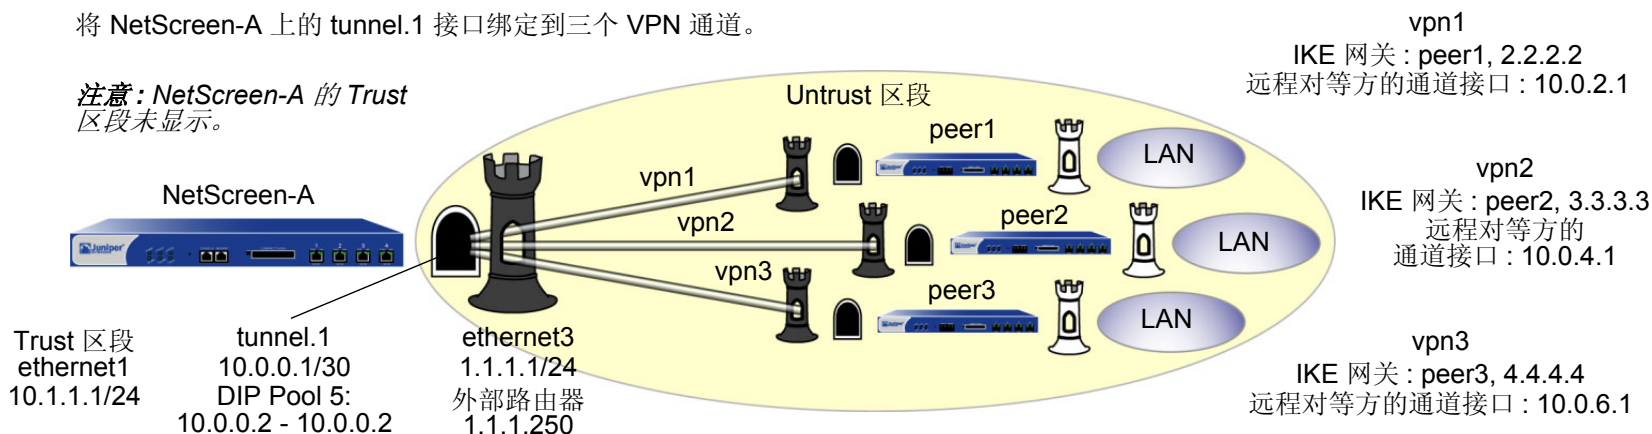 将 NetScreen-A 上的 tunnel.1 接口绑定到三个 VPN 通道。
注意 : NetScreen-A 的 Trust
区段未显示。
NetScreen-A
Juniper
1 2 3 4
Trust 区段
ethernet1
10.1.1.1/24
tunnel.1
10.0.0.1/30
DIP Pool 5:
10.0.0.2 - 10.0.0.2
ethernet3
1.1.1.1/24
外部路由器
1.1.1.250
Untrust 区段
vpn1
vpn2
vpn3
peer1
LAN
peer2
LAN
peer3
LAN
vpn1
IKE 网关 : peer1, 2.2.2.2
远程对等方的通道接口 : 10.0.2.1
vpn2
IKE 网关 : peer2, 3.3.3.3
远程对等方的
通道接口 : 10.0.4.1
vpn3
IKE 网关 : peer3, 4.4.4.4
远程对等方的通道接口 : 10.0.6.1